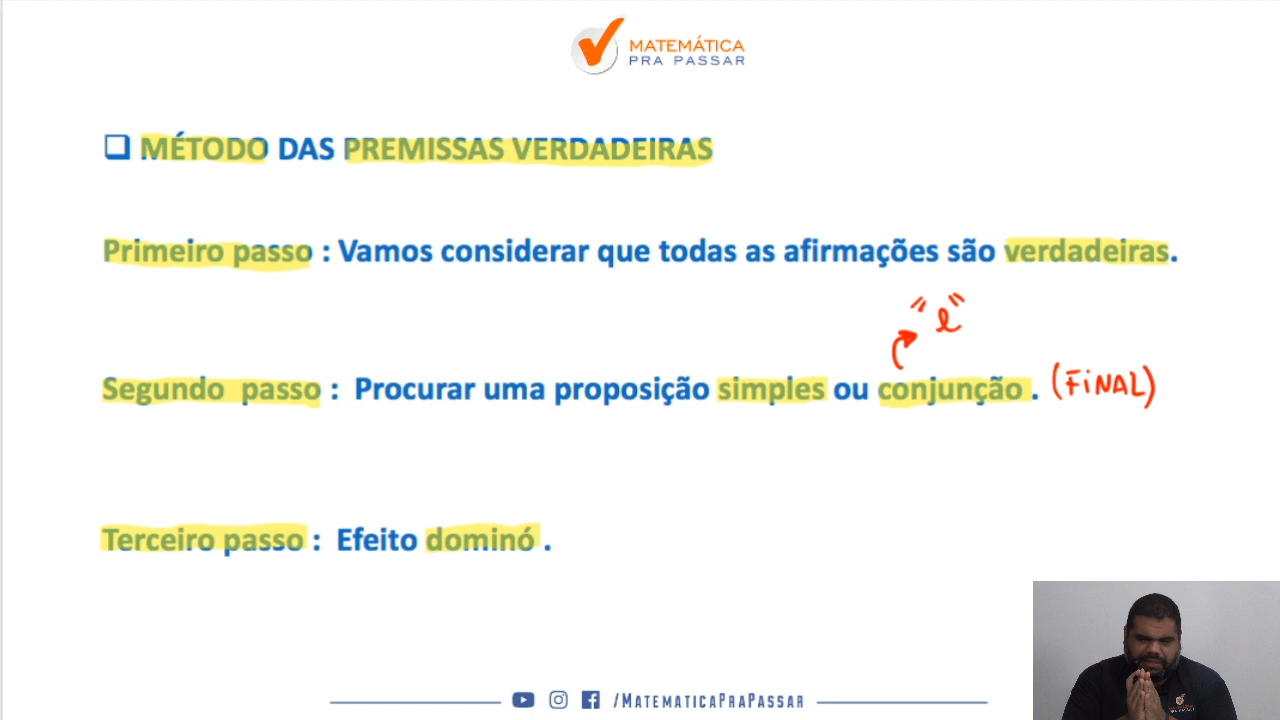 MATEMÁTICA
PRA PASSAR
MÉTODO DAS PREMISSAS VERDADEIRAS
Primeiro passo : Vamos considerar que todas as afirmações são verdadeiras.
"e"
Segundo passo : Procurar uma proposição simples ou conjunção . (FINAL)
Terceiro passo : Efeito dominó .
/MATEMATICAPRAPASSAR